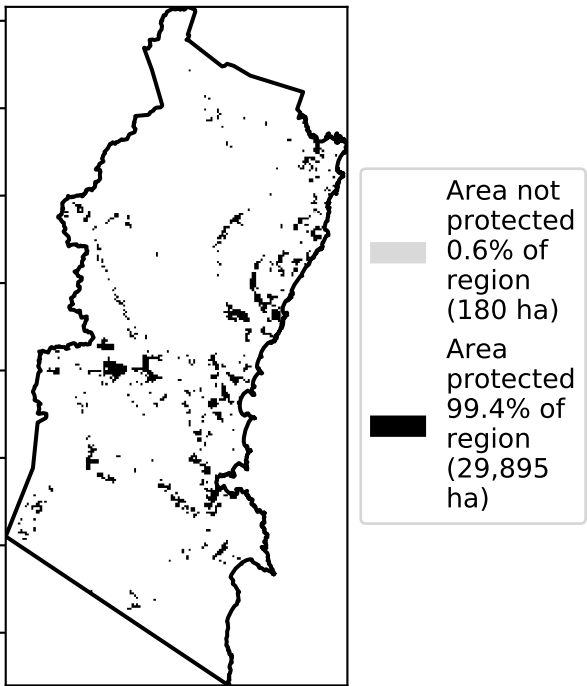 Area not
protected
0.6% of
region
(180 ha)
Area
protected
99.4% of
region
(29,895
ha)